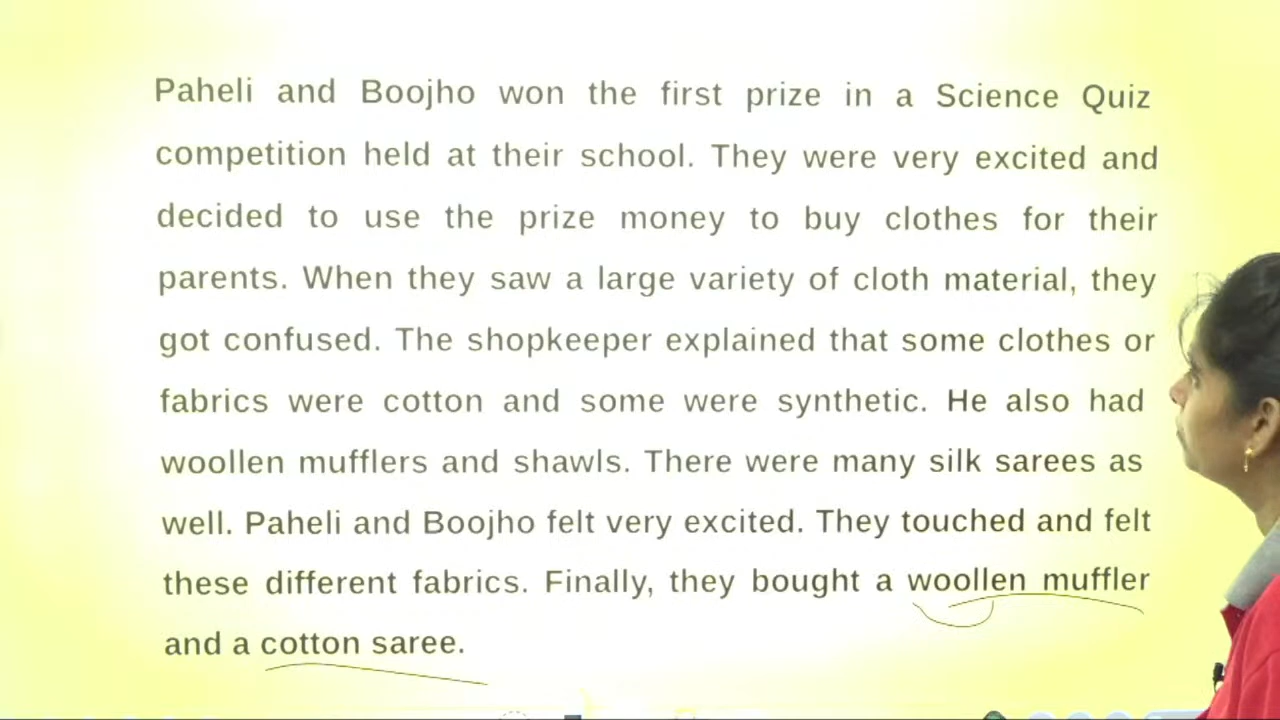 Paheli and Boojho won the first prize in a Science Quiz
competition held at their school. They were very excited and
decided to use the prize money to buy clothes for their
parents. When they saw a large variety of cloth material, they
got confused. The shopkeeper explained that some clothes or
fabrics were cotton and some were synthetic. He also had
woollen mufflers and shawls. There were many silk sarees as
well. Paheli and Boojho felt very excited. They touched and felt
these different fabrics. Finally, they bought a woollen muffler
and a cotton saree.